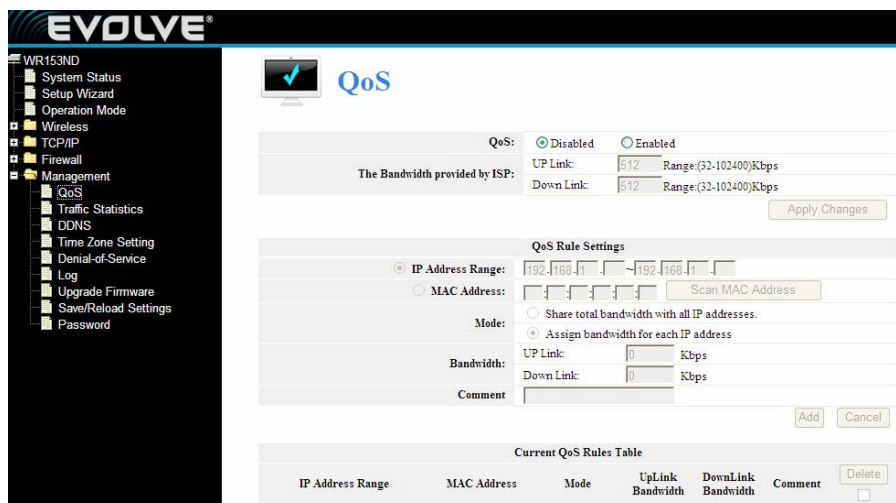 EVOLVE®
WR153ND
System Status
Setup Wizard
Operation Mode
Wireless
TCP/IP
Firewall
Management
QoS
Traffic Statistics
DDNS
Time Zone Setting
Denial-of-Service
Log
Upgrade Firmware
Save/Reload Settings
Password
QoS
QoS: Disabled Enabled
The Bandwidth provided by ISP:
UP Link: 512 Range:(32-102400)Kbps
Down Link: 512 Range:(32-102400)Kbps
Apply Changes
QoS Rule Settings
IP Address Range: 192.168.1. ~192.168.1.
MAC Address: : : : : : Scan MAC Address
Mode:
Share total bandwidth with all IP addresses.
Assign bandwidth for each IP address
Bandwidth:
UP Link: 0 Kbps
Down Link: 0 Kbps
Comment
Add Cancel
Current QoS Rules Table
IP Address Range MAC Address Mode UpLink Bandwidth DownLink Bandwidth Comment Delete